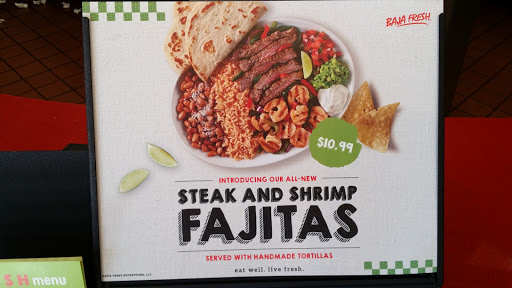 BAJA FRESH.
$10.99
INTRODUCING OUR ALL-NEW
STEAK AND SHRIMP
FAJITAS
SERVED WITH HANDMADE TORTILLAS
eat well. live fresh.
S H menu